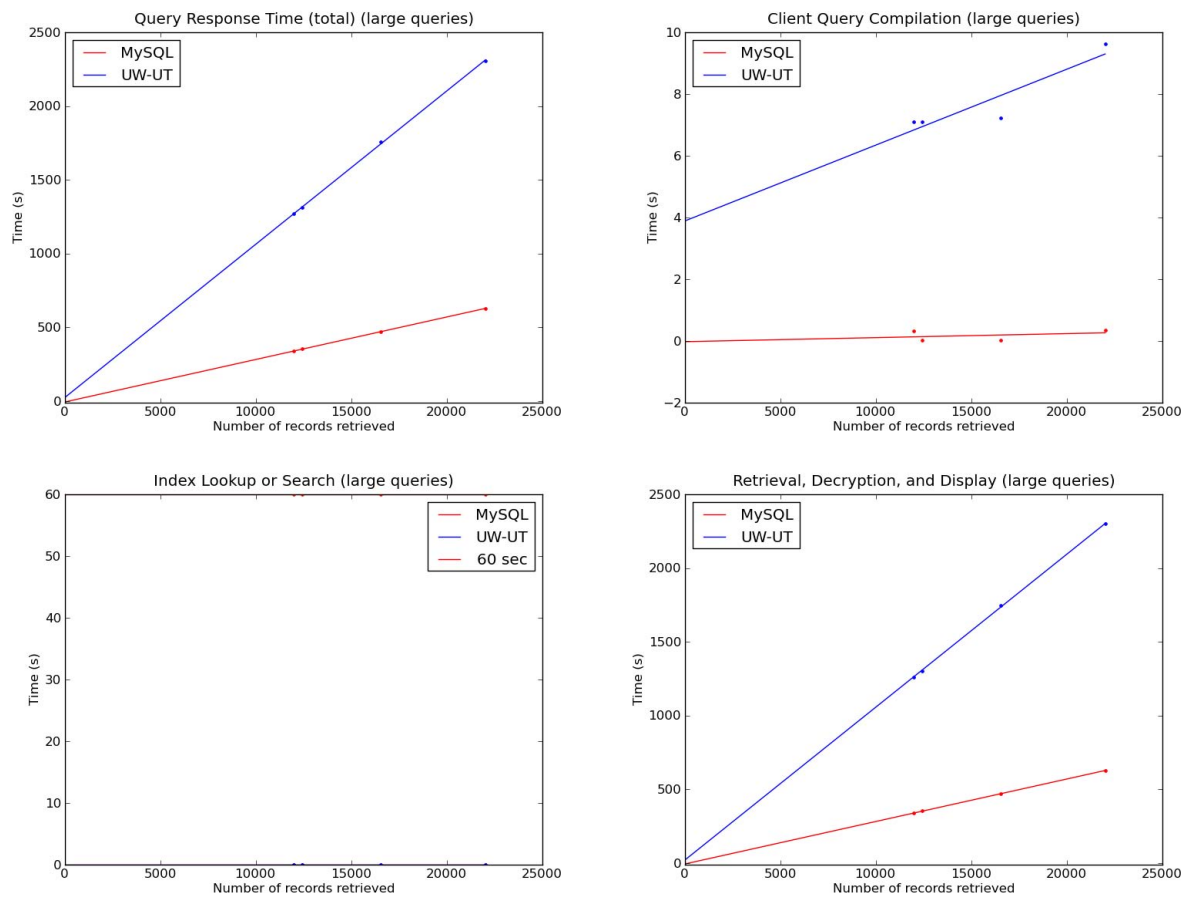 Query Response Time (total) (large queries)
MySQL
UW-UT
2500
2000
1500
1000
500
0
Time (s)
0 5000 10000 15000 20000 25000
Number of records retrieved
Client Query Compilation (large queries)
MySQL
UW-UT
10
8
6
4
2
0
−2
Time (s)
0 5000 10000 15000 20000 25000
Number of records retrieved
Index Lookup or Search (large queries)
MySQL
UW-UT
60 sec
60
50
40
30
20
10
0
Time (s)
0 5000 10000 15000 20000 25000
Number of records retrieved
Retrieval, Decryption, and Display (large queries)
MySQL
UW-UT
2500
2000
1500
1000
500
0
Time (s)
0 5000 10000 15000 20000 25000
Number of records retrieved